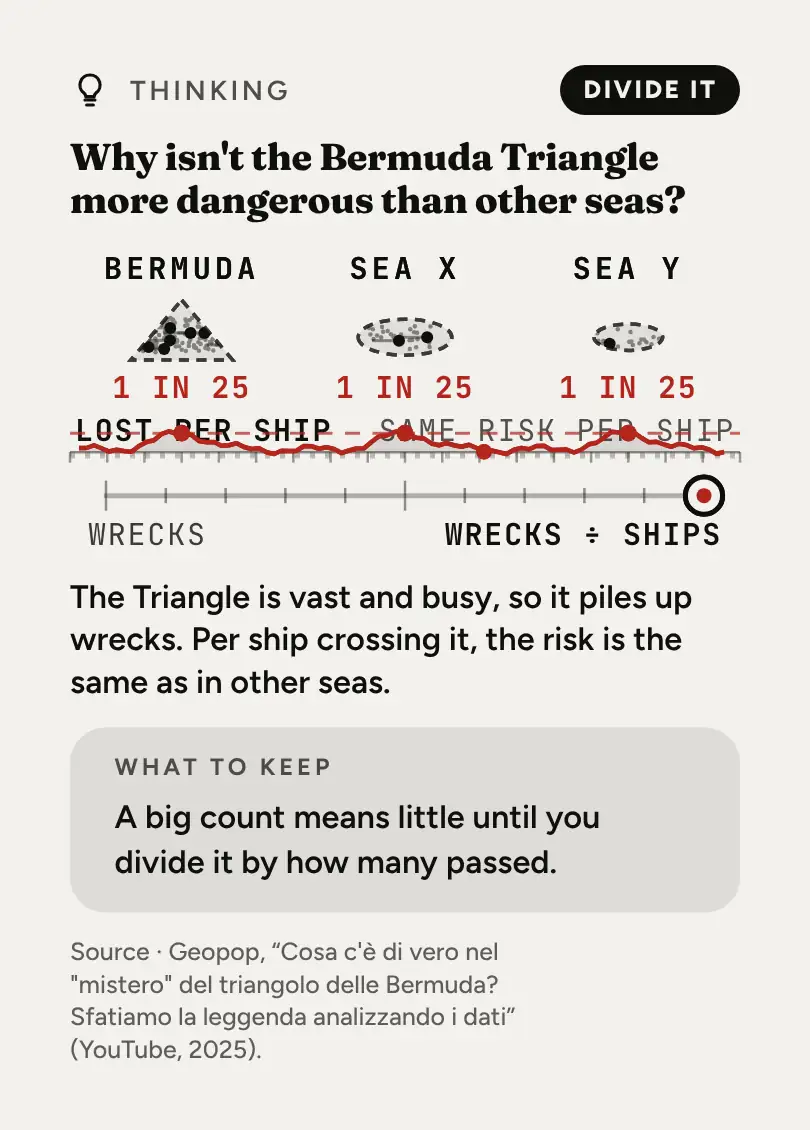 THINKING
DIVIDE IT
Why isn't the Bermuda Triangle
more dangerous than other seas?
BERMUDA
SEA X
SEA Y
1 IN 25
1 IN 25
1 IN 25
LOST PER SHIP
SAME RISK PER SHIP
WRECKS
WRECKS ÷ SHIPS
The Triangle is vast and busy, so it piles up
wrecks. Per ship crossing it, the risk is the
same as in other seas.
WHAT TO KEEP
A big count means little until you
divide it by how many passed.
Source · Geopop, “Cosa c'è di vero nel
"mistero" del triangolo delle Bermuda?
Sfatiamo la leggenda analizzando i dati”
(YouTube, 2025).